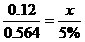 0.12/0.564 = x/5%